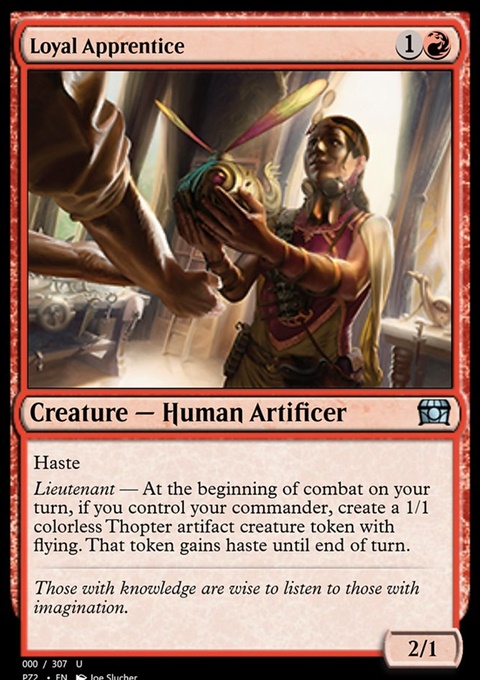 Loyal Apprentice
1
Creature — Human Artificer
Haste
Lieutenant — At the beginning of combat on your
turn, if you control your commander, create a 1/1
colorless Thopter artifact creature token with
flying. That token gains haste until end of turn.
Those with knowledge are wise to listen to those with
imagination.
2/1
000 / 307 U
PZ2 • EN Joe Slucher